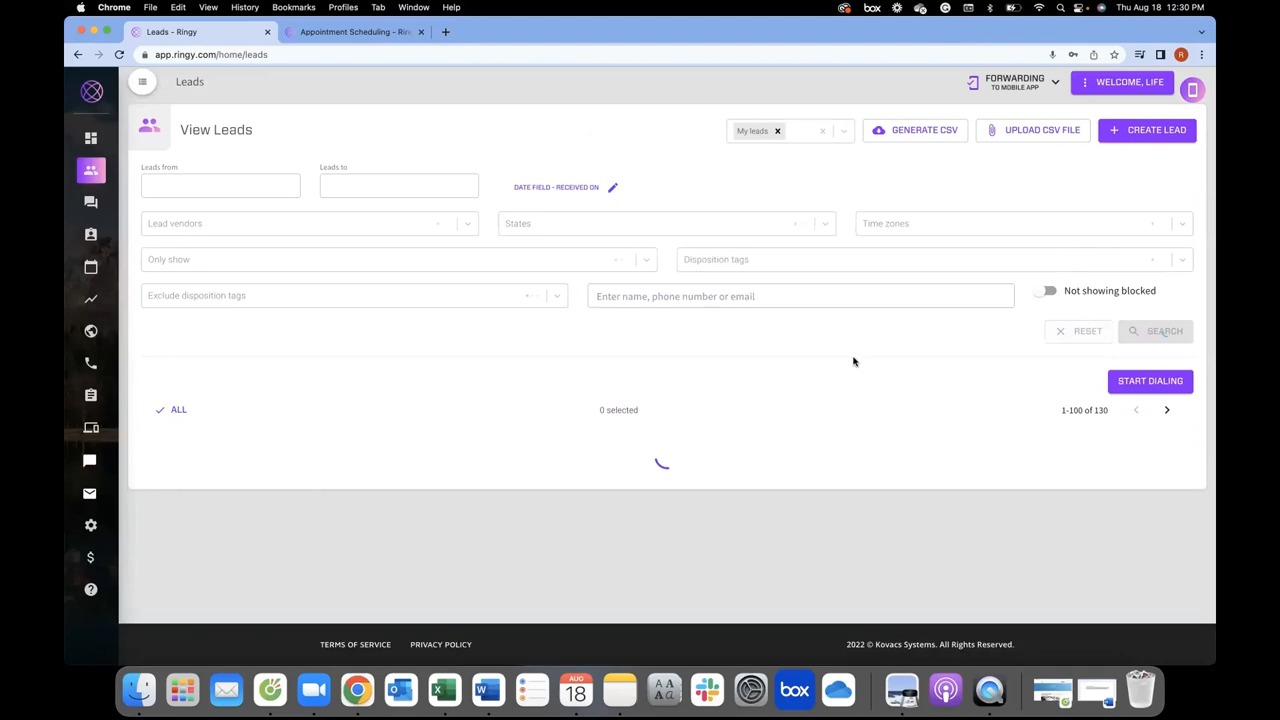 Chrome File Edit View History Bookmarks Profiles Tab Window Help
box
Thu Aug 18 12:30 PM
Leads - Ringy
Appointment Scheduling - Rin
app.ringy.com/home/leads
R
Leads
FORWARDING
TO MOBILE APP
WELCOME, LIFE
View Leads
My leads
GENERATE CSV
UPLOAD CSV FILE
CREATE LEAD
Leads from
Leads to
DATE FIELD - RECEIVED ON
Lead vendors
States
Time zones
Only show
Disposition tags
Exclude disposition tags
Enter name, phone number or email
Not showing blocked
RESET
SEARCH
START DIALING
ALL
0 selected
1-100 of 130
TERMS OF SERVICE
PRIVACY POLICY
2022 © Kovacs Systems. All Rights Reserved.
AUG
18
box